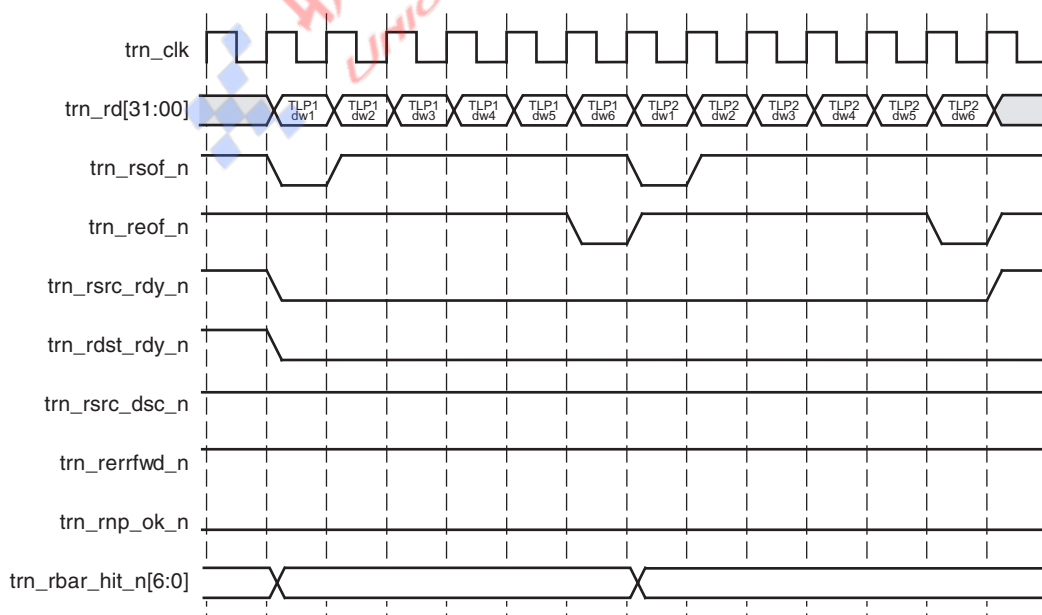 trn_clk
trn_rd[31:00]
TLP1 TLP1 TLP1 TLP1 TLP1 TLP1 TLP2 TLP2 TLP2 TLP2 TLP2 TLP2
dw1 dw2 dw3 dw4 dw5 dw6 dw1 dw2 dw3 dw4 dw5 dw6
trn_rsof_n
trn_reof_n
trn_rsrc_rdy_n
trn_rdst_rdy_n
trn_rsrc_dsc_n
trn_rerrfwd_n
trn_rnp_ok_n
trn_rbar_hit_n[6:0]